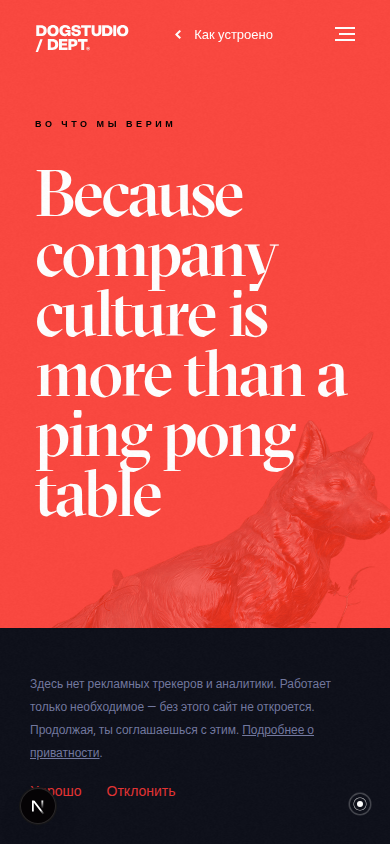 DOGSTUDIO
/ DEPT.
Как устроено
ВО ЧТО МЫ ВЕРИМ
Because
company
culture is
more than a
ping pong
table
Здесь нет рекламных трекеров и аналитики. Работает
только необходимое — без этого сайт не откроется.
Продолжая, ты соглашаешься с этим. Подробнее о
приватности.
Хорошо Отклонить
N